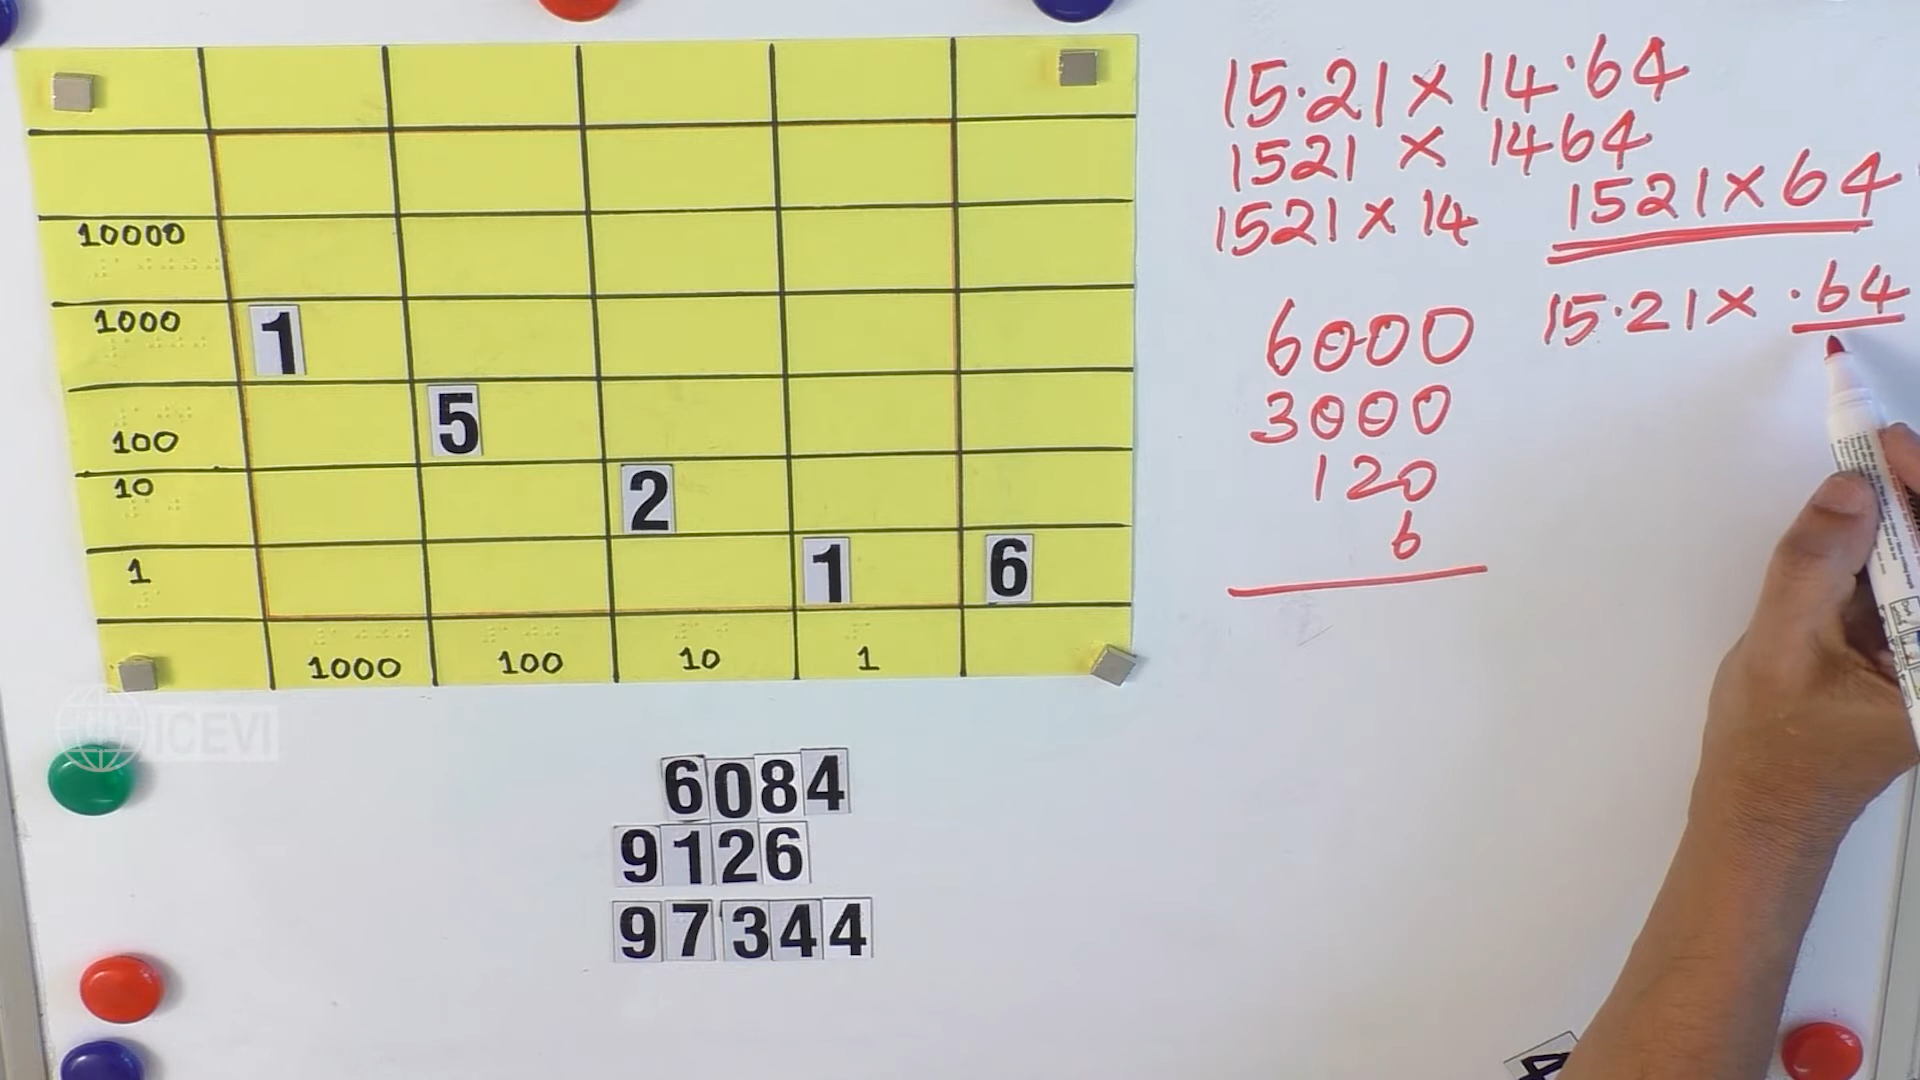 10000
1000 1
100 5
10 2
1 1 6
1000 100 10 1
15.21 × 14.64
1521 × 1464
1521 × 14
1521 × 64
15.21 × .64
6000
3000
120
6
ICEVI
6084
9126
97344
4